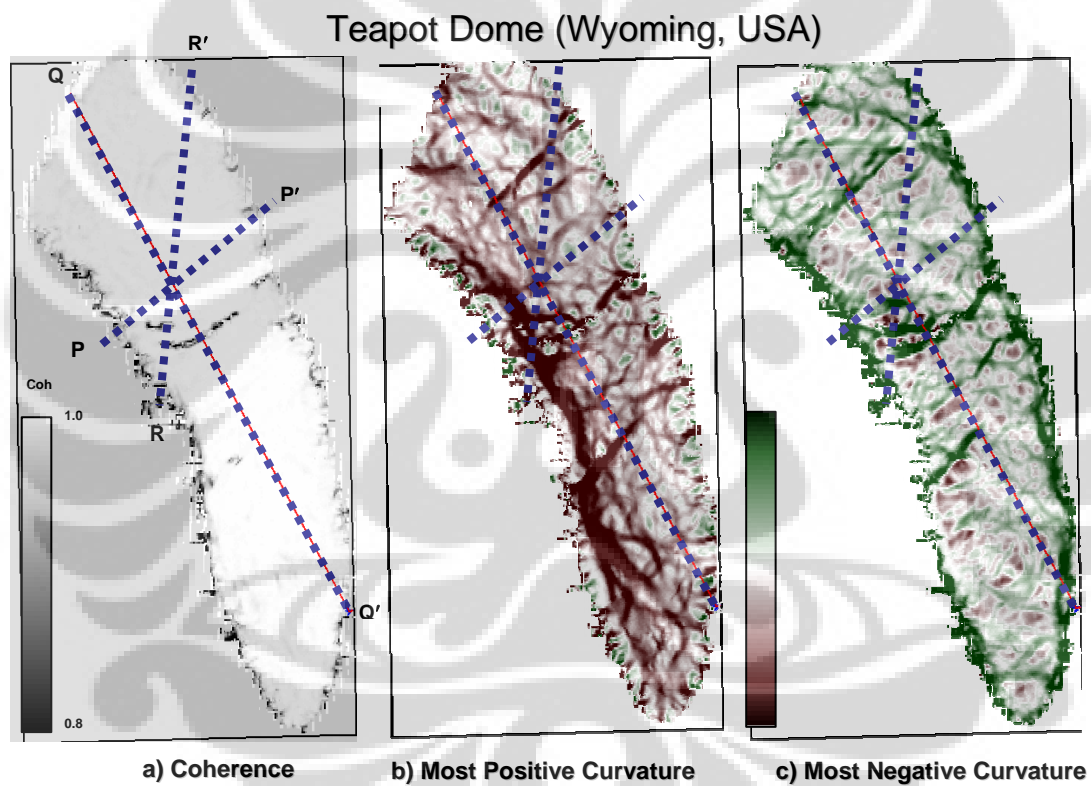 Teapot Dome (Wyoming, USA)
R′
Q
P′
P
Coh
1.0
R
Q′
0.8
a) Coherence
b) Most Positive Curvature
c) Most Negative Curvature